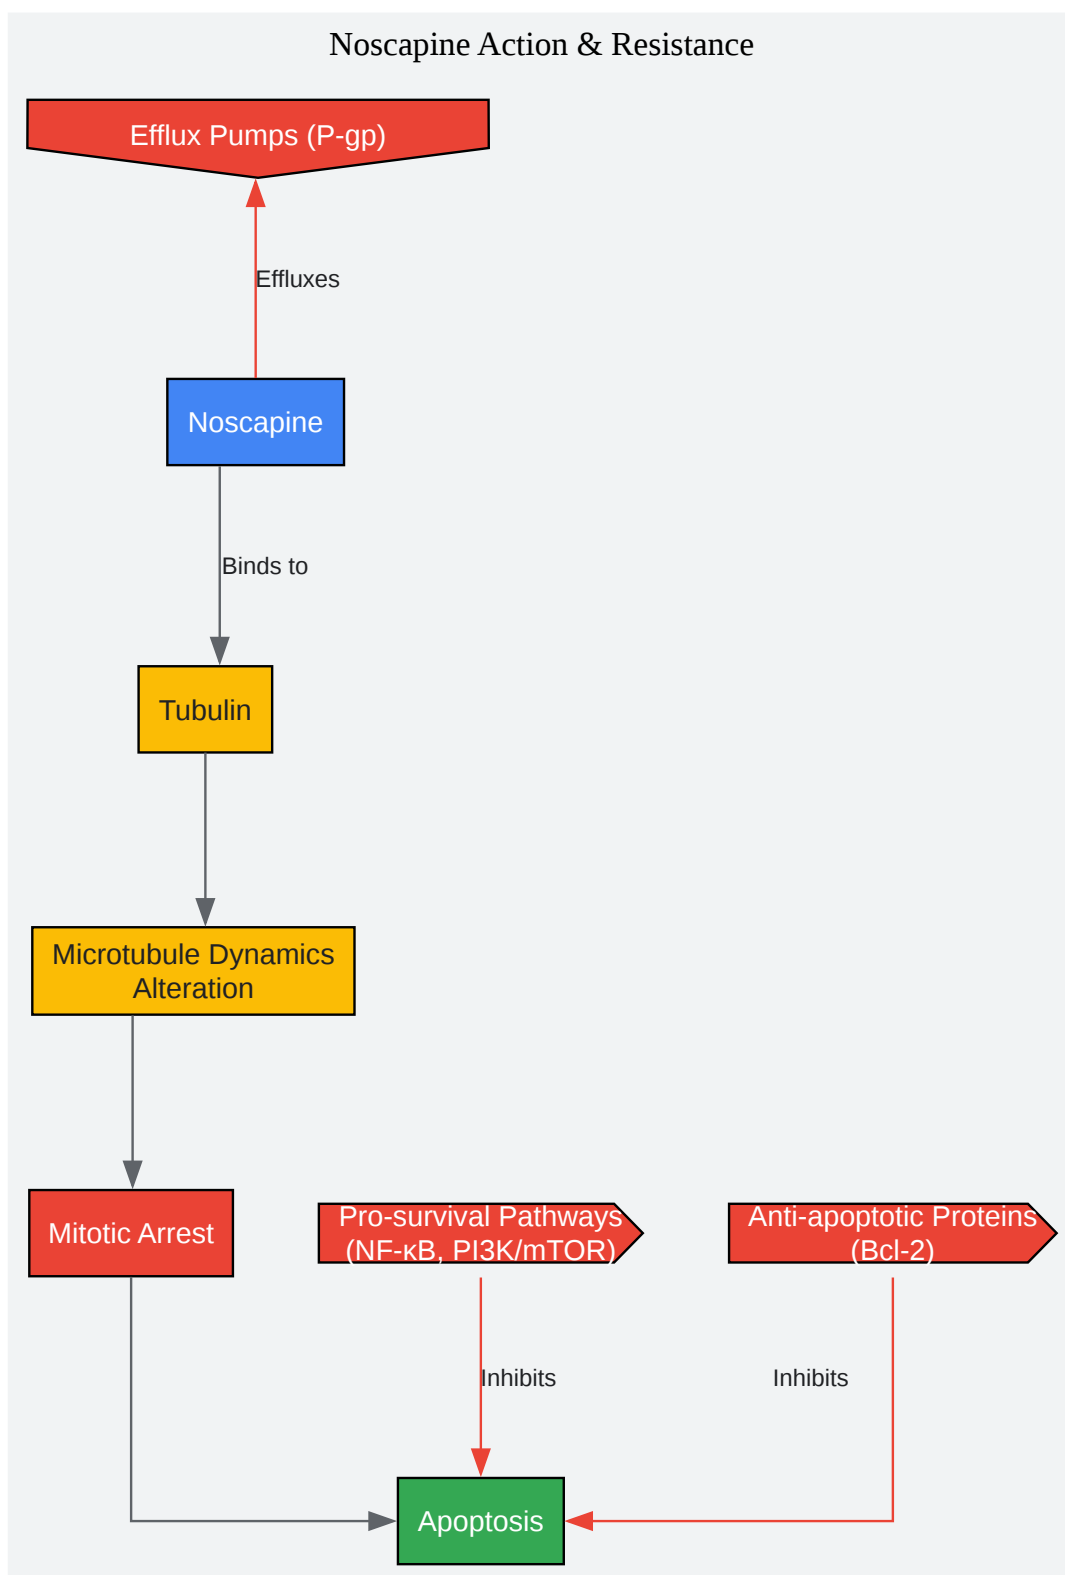 Noscapine Action & Resistance
Efflux Pumps (P-gp)
Effluxes
Noscapine
Binds to
Tubulin
Microtubule Dynamics
Alteration
Mitotic Arrest
Pro-survival Pathways
(NF-κB, PI3K/mTOR)
Anti-apoptotic Proteins
(Bcl-2)
Inhibits
Inhibits
Apoptosis